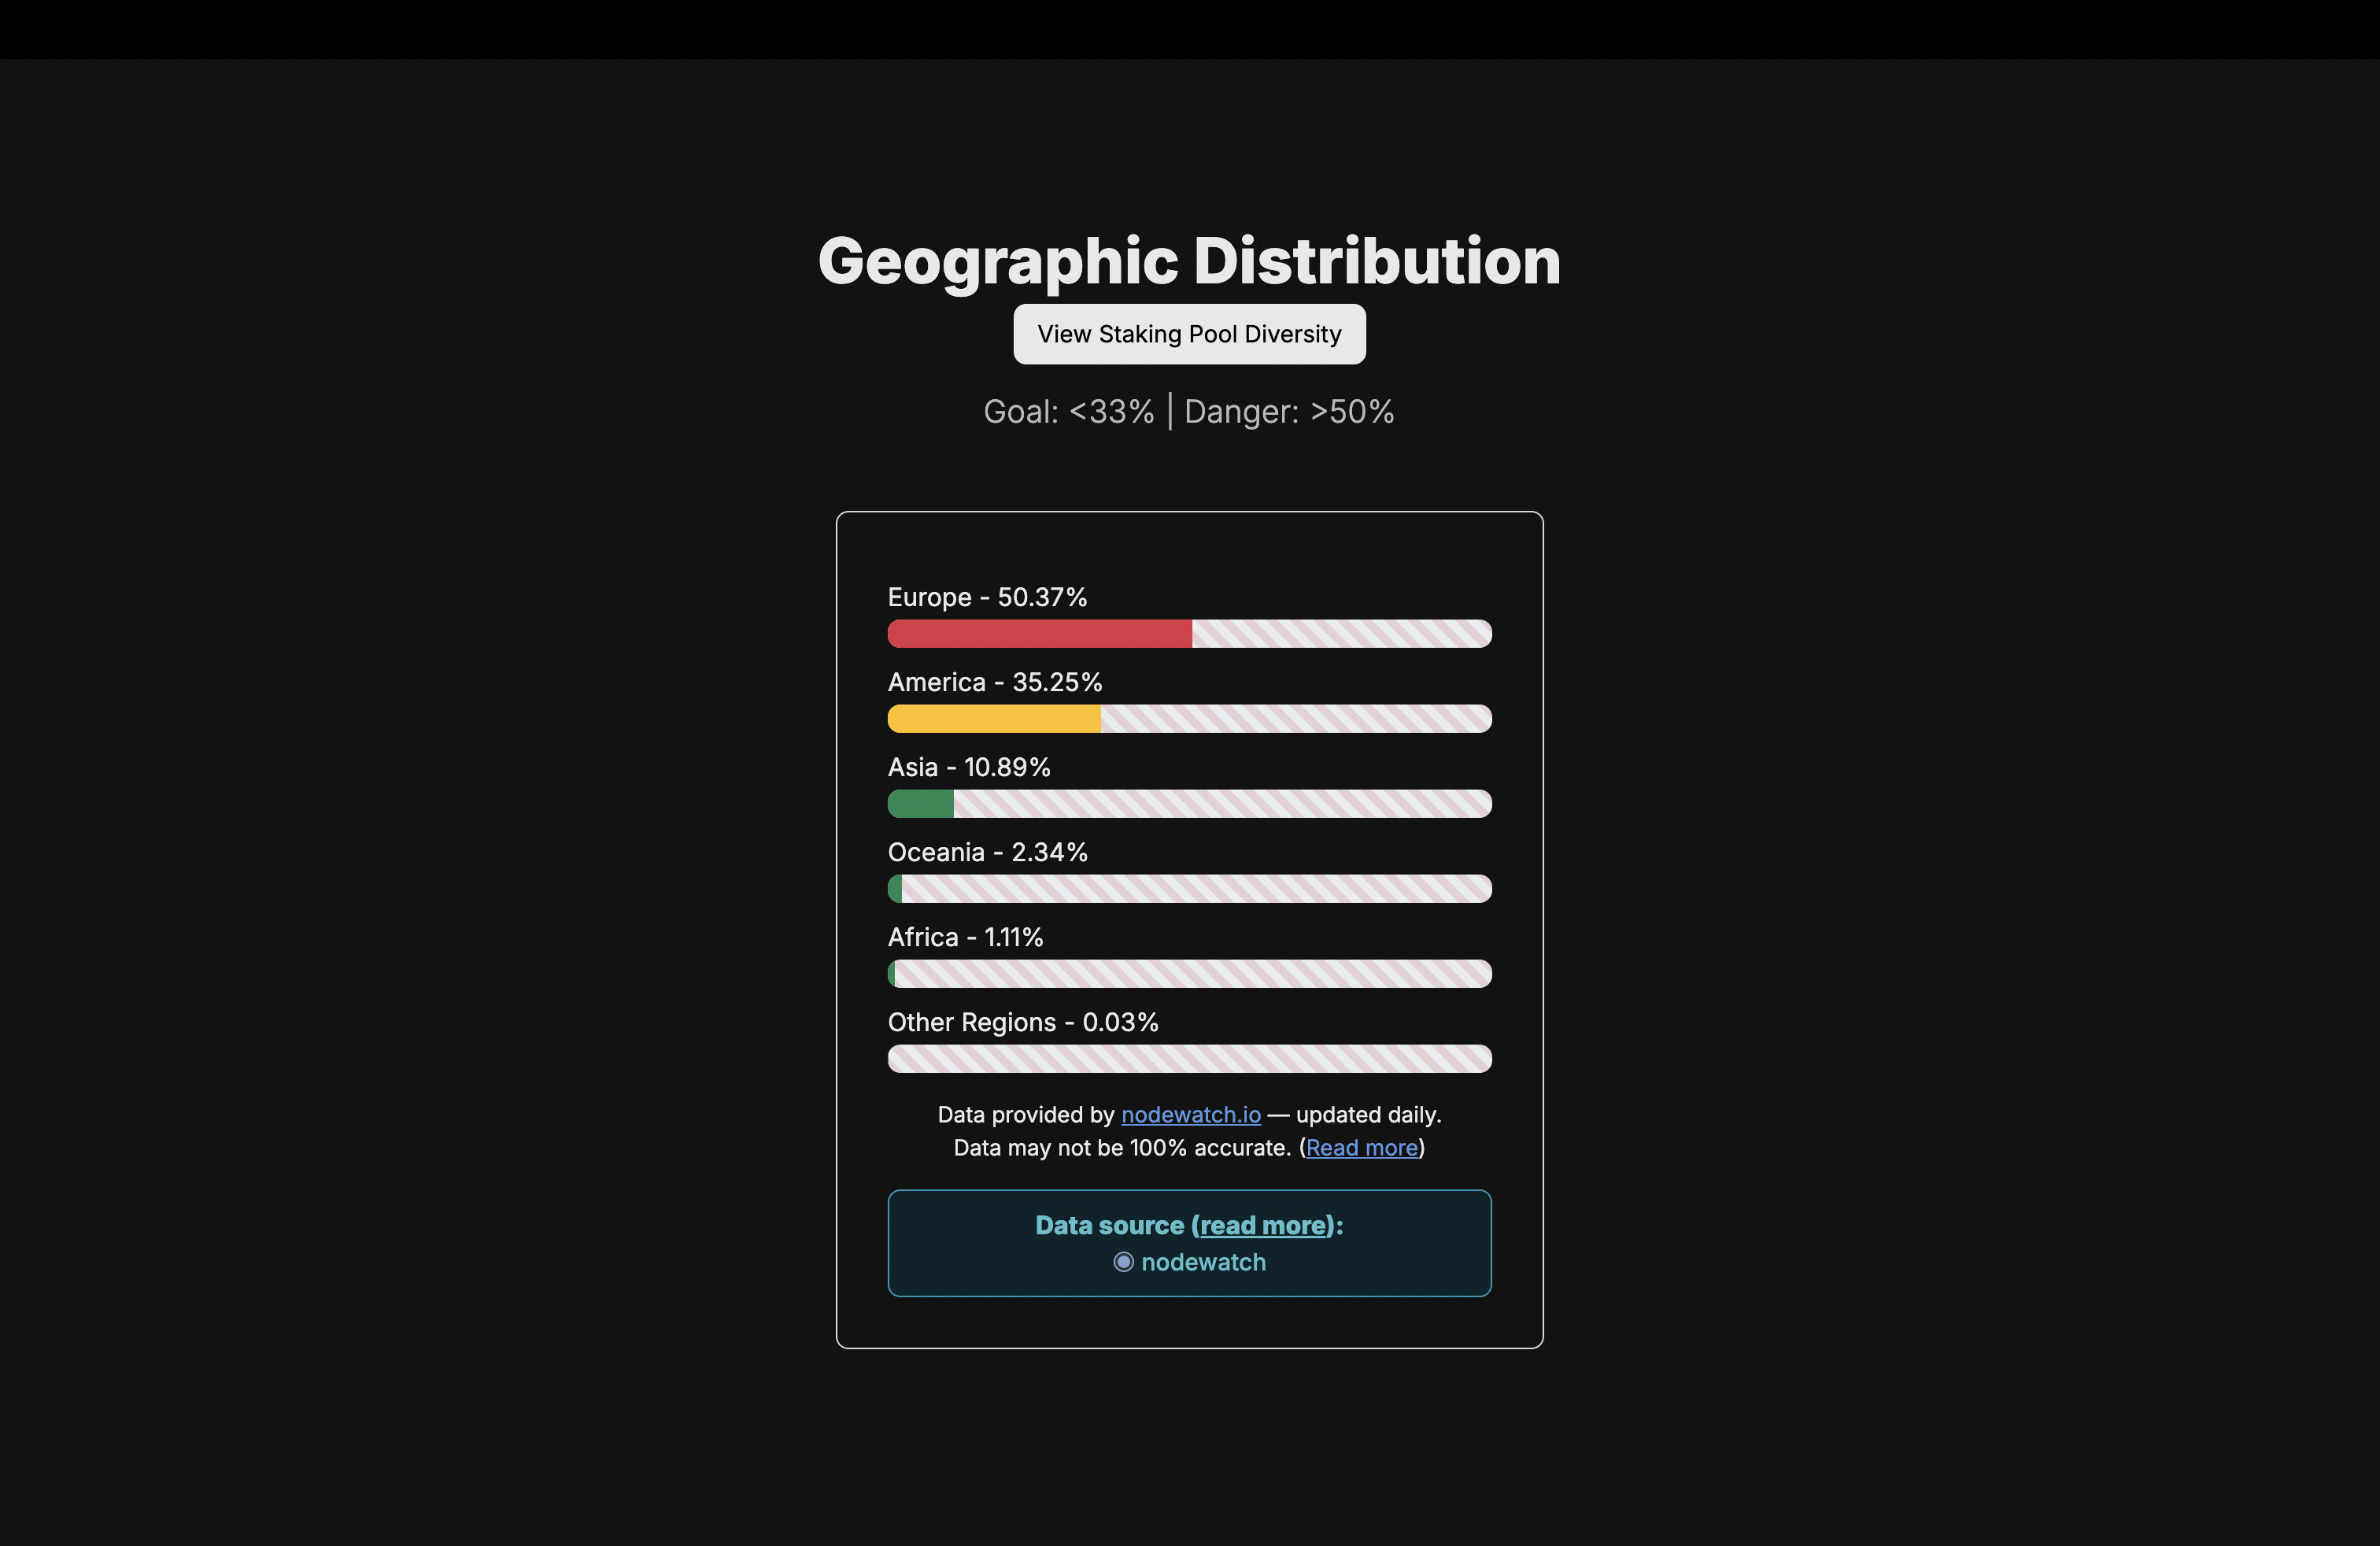 Geographic Distribution
View Staking Pool Diversity
Goal: <33% | Danger: >50%
Europe - 50.37%
America - 35.25%
Asia - 10.89%
Oceania - 2.34%
Africa - 1.11%
Other Regions - 0.03%
Data provided by nodewatch.io — updated daily.
Data may not be 100% accurate. (Read more)
Data source (read more):
nodewatch